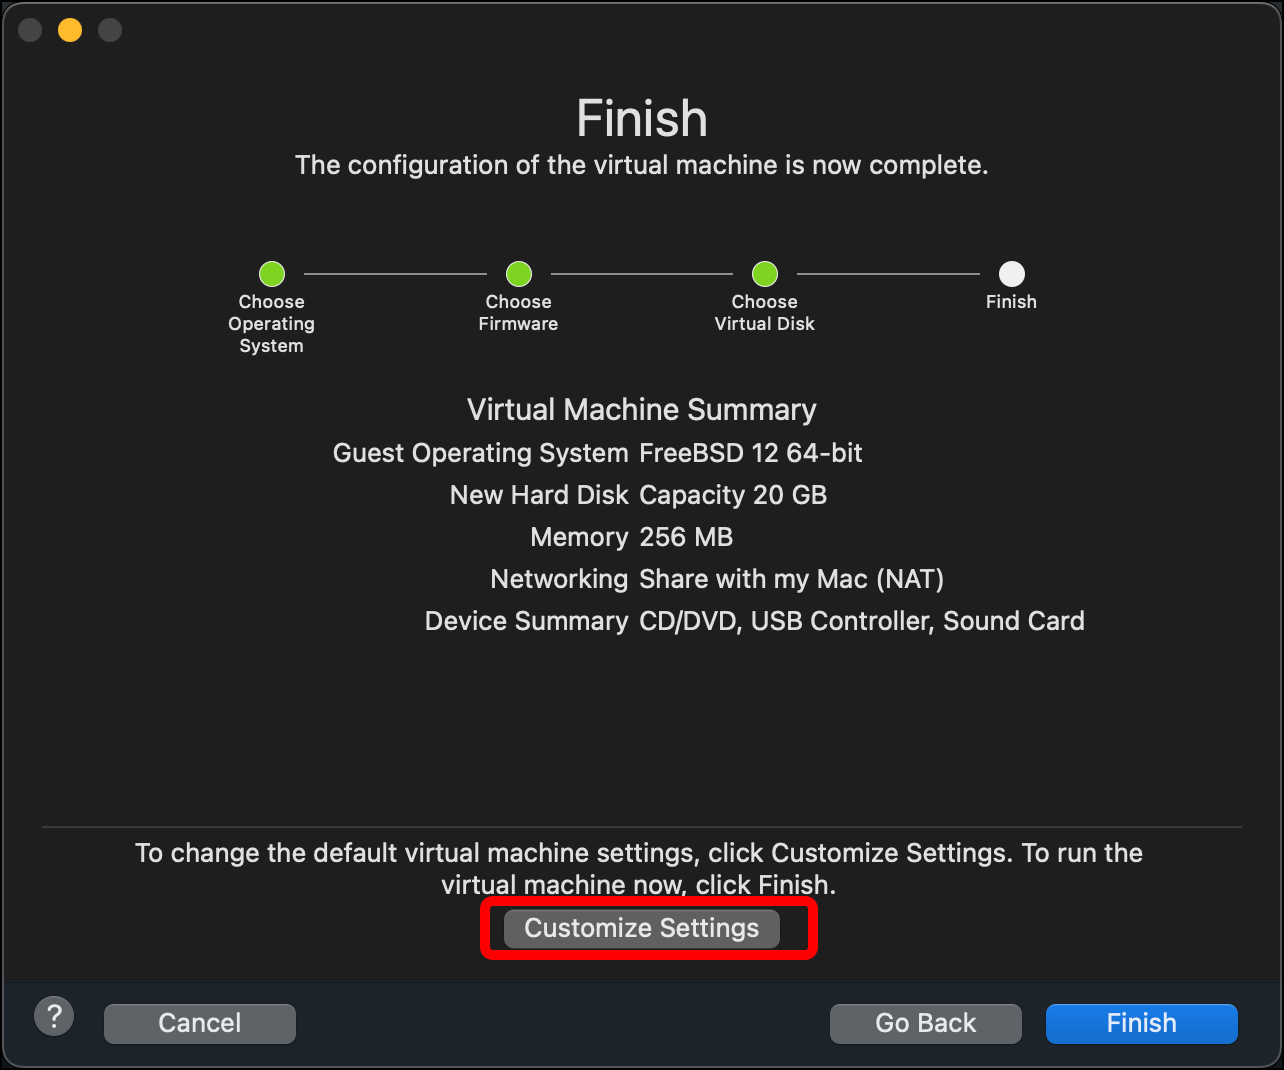 Finish
The configuration of the virtual machine is now complete.
Choose
Operating
System
Choose
Firmware
Choose
Virtual Disk
Finish
Virtual Machine Summary
Guest Operating System FreeBSD 12 64-bit
New Hard Disk Capacity 20 GB
Memory 256 MB
Networking Share with my Mac (NAT)
Device Summary CD/DVD, USB Controller, Sound Card
To change the default virtual machine settings, click Customize Settings. To run the
virtual machine now, click Finish.
Customize Settings
? Cancel Go Back Finish